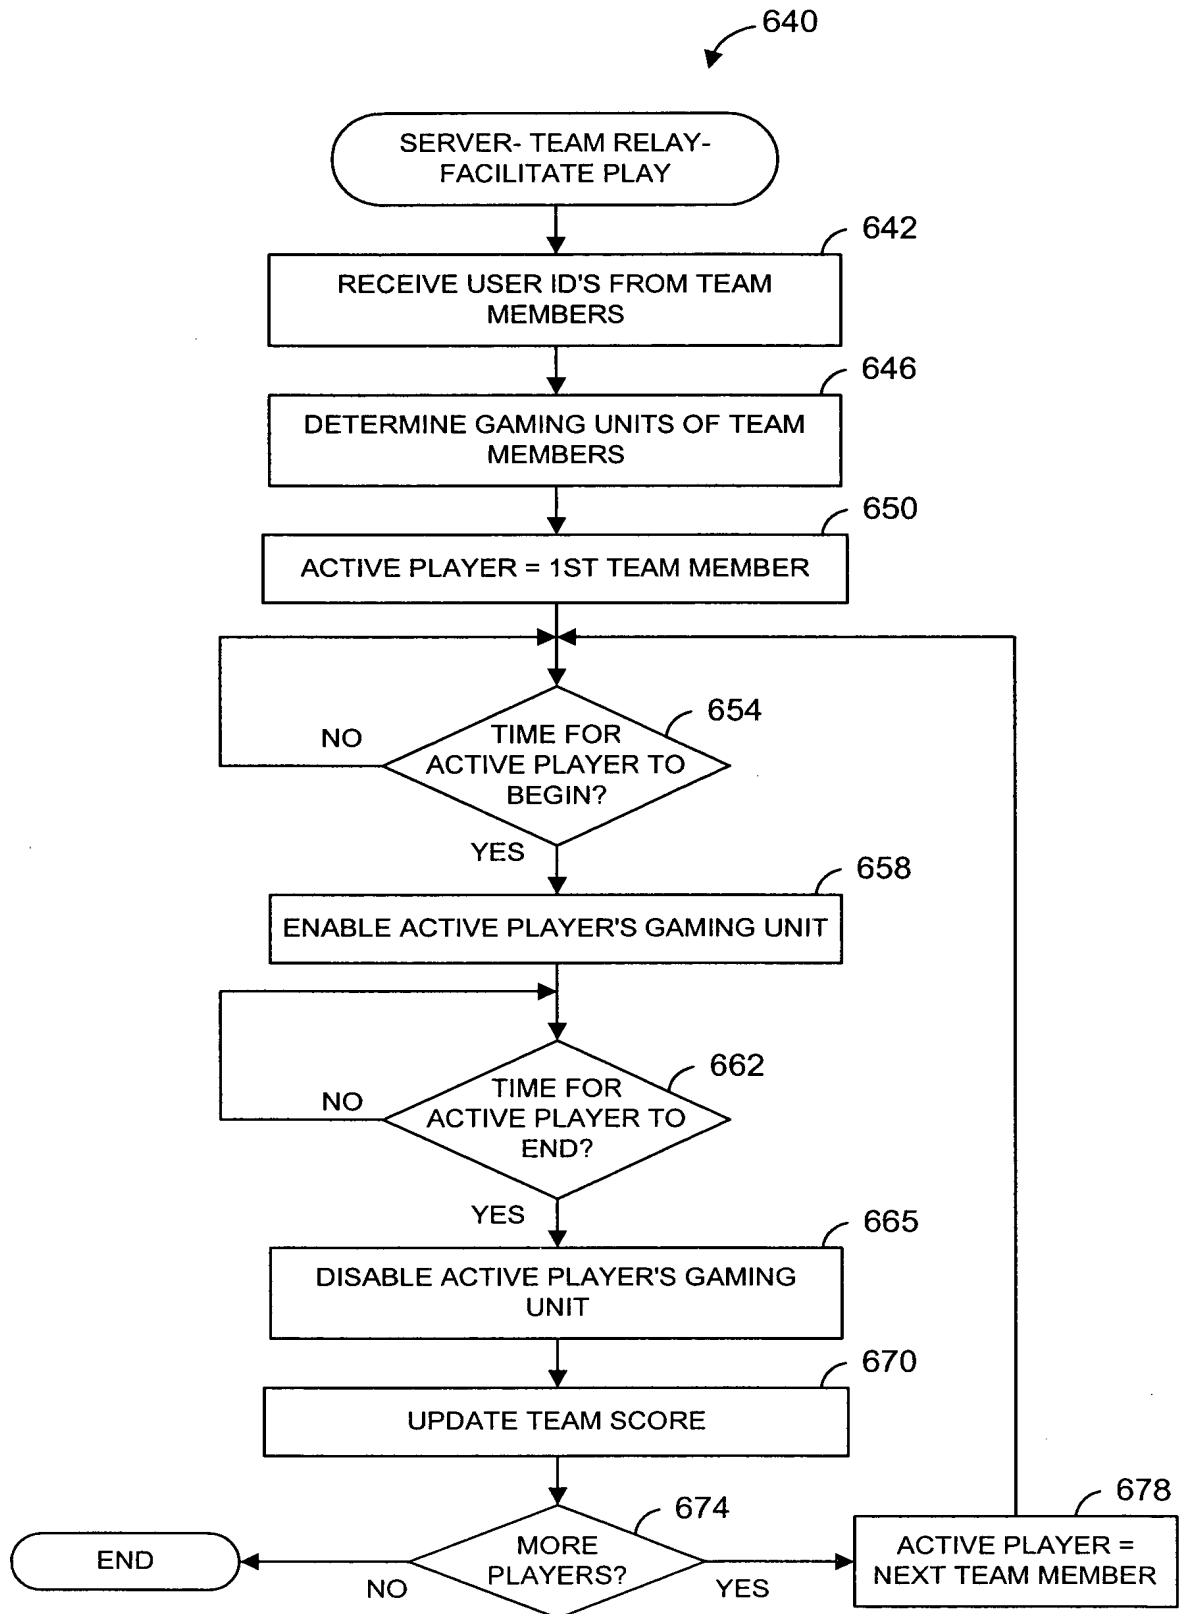 640
SERVER- TEAM RELAY-
FACILITATE PLAY
642
RECEIVE USER ID'S FROM TEAM
MEMBERS
646
DETERMINE GAMING UNITS OF TEAM
MEMBERS
650
ACTIVE PLAYER = 1ST TEAM MEMBER
654
NO
TIME FOR
ACTIVE PLAYER TO
BEGIN?
YES
658
ENABLE ACTIVE PLAYER'S GAMING UNIT
662
NO
TIME FOR
ACTIVE PLAYER TO
END?
YES
665
DISABLE ACTIVE PLAYER'S GAMING
UNIT
670
UPDATE TEAM SCORE
674
MORE
PLAYERS?
NO
YES
END
678
ACTIVE PLAYER =
NEXT TEAM MEMBER